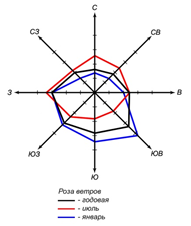 С
СЗ
СВ
З
В
ЮЗ
ЮВ
Ю
Роза ветров
- годовая
- июль
- январь